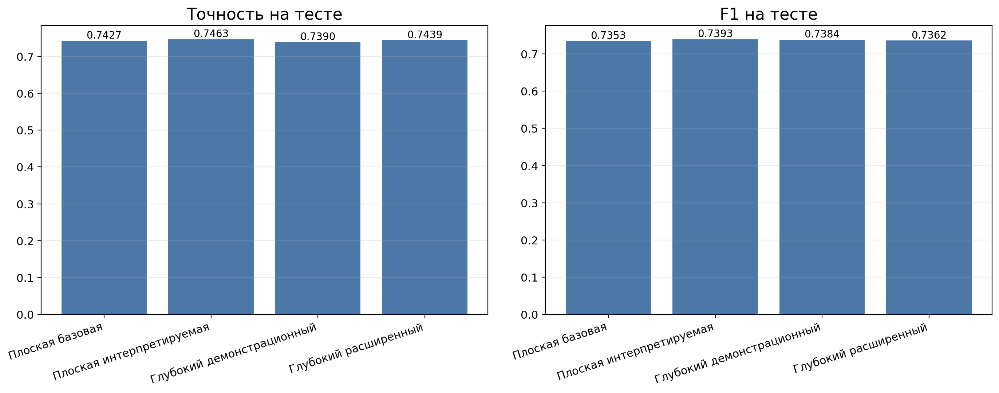 Точность на тесте
0.7427
0.7463
0.7390
0.7439
0.7
0.6
0.5
0.4
0.3
0.2
0.1
0.0
Плоская базовая
Плоская интерпретируемая
Глубокий демонстрационный
Глубокий расширенный
F1 на тесте
0.7353
0.7393
0.7384
0.7362
0.7
0.6
0.5
0.4
0.3
0.2
0.1
0.0
Плоская базовая
Плоская интерпретируемая
Глубокий демонстрационный
Глубокий расширенный